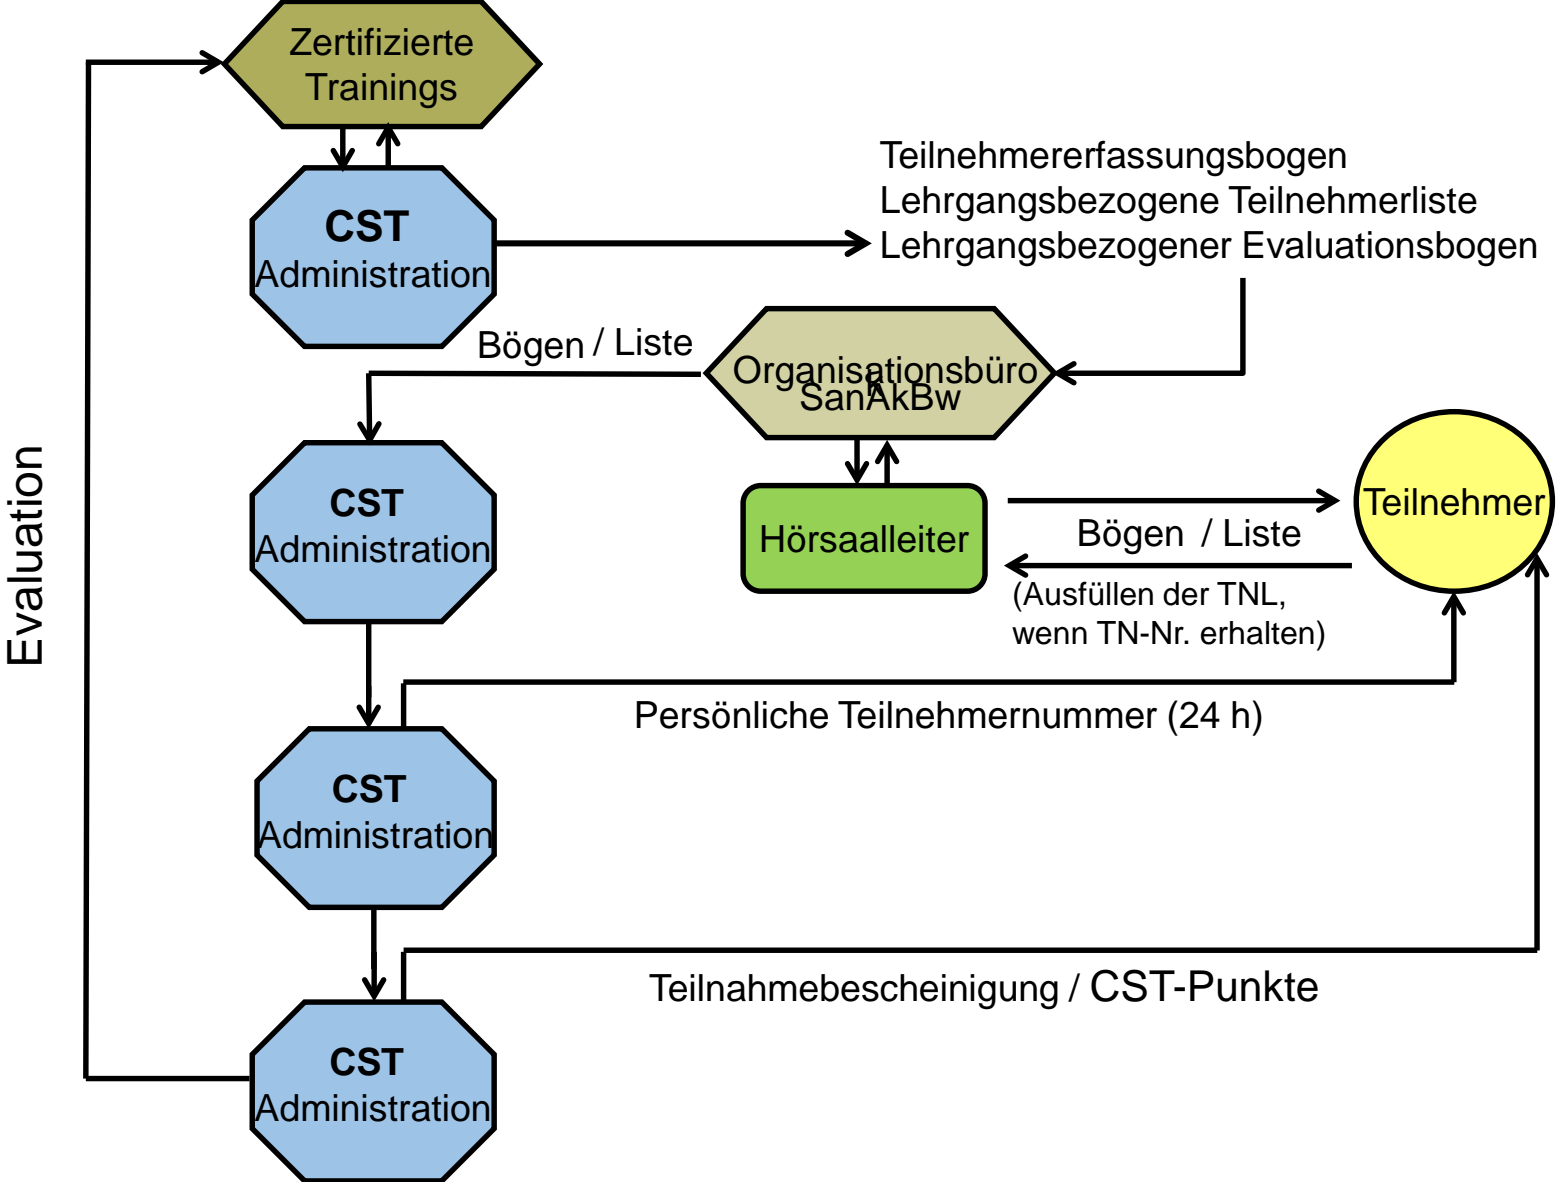 Zertifizierte
Trainings
CST
Administration
Teilnehmererfassungsbogen
Lehrgangsbezogene Teilnehmerliste
Lehrgangsbezogener Evaluationsbogen
Bögen / Liste
Organisationsbüro
SanAkBw
CST
Administration
Hörsaalleiter
Bögen / Liste
(Ausfüllen der TNL,
wenn TN-Nr. erhalten)
Teilnehmer
Evaluation
Persönliche Teilnehmernummer (24 h)
CST
Administration
Teilnahmebescheinigung / CST-Punkte
CST
Administration